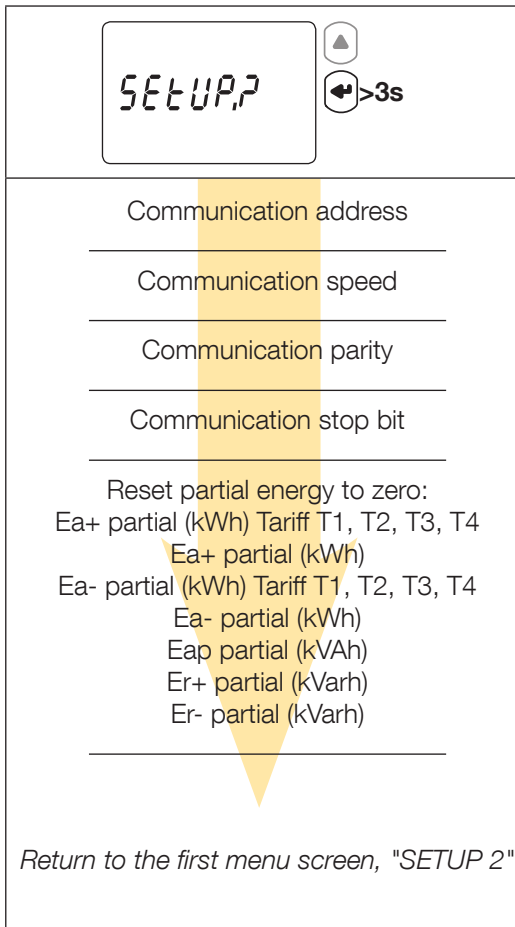 SEtUP,2
>3s
Communication address
Communication speed
Communication parity
Communication stop bit
Reset partial energy to zero:
Ea+ partial (kWh) Tariff T1, T2, T3, T4
Ea+ partial (kWh)
Ea- partial (kWh) Tariff T1, T2, T3, T4
Ea- partial (kWh)
Eap partial (kVAh)
Er+ partial (kVarh)
Er- partial (kVarh)
Return to the first menu screen, "SETUP 2"